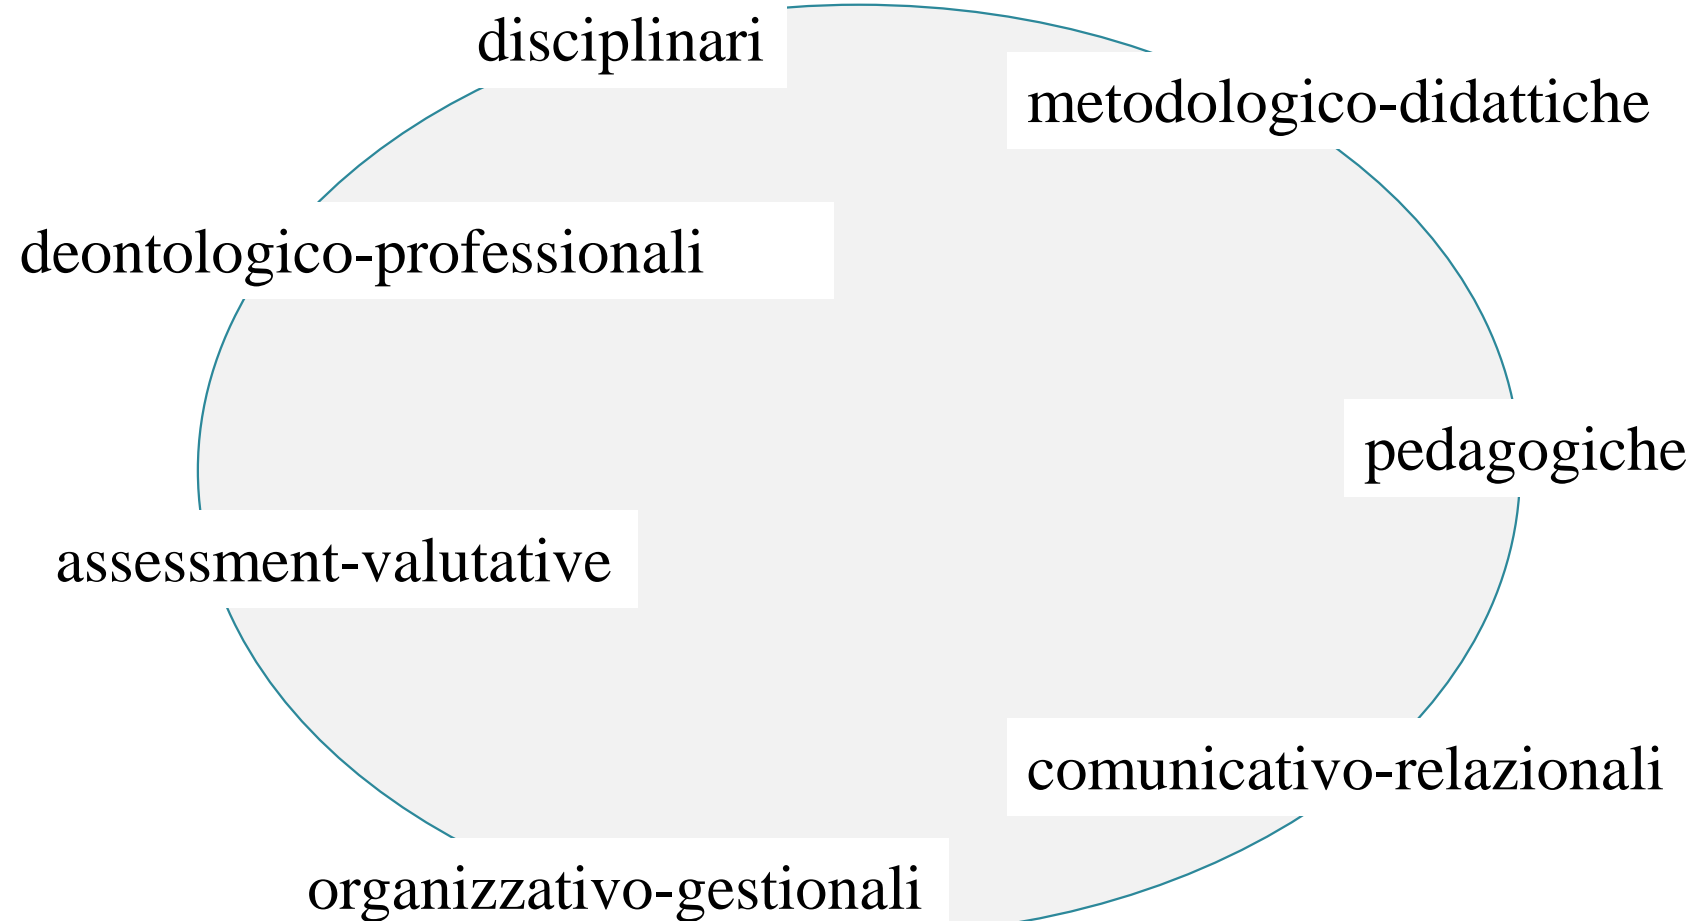 disciplinari
metodologico-didattiche
deontologico-professionali
pedagogiche
assessment-valutative
comunicativo-relazionali
organizzativo-gestionali